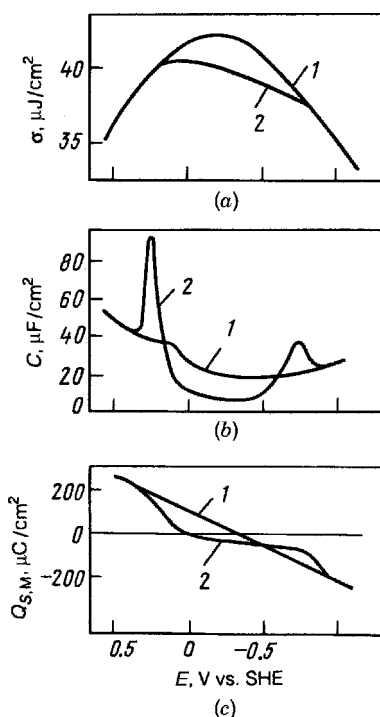 σ, μJ/cm²
40
35
1
2
(a)
C, μF/cm²
80
60
40
20
0
2
1
(b)
Q_S,M, μC/cm²
200
0
-200
1
2
0.5 0 -0.5
E, V vs. SHE
(c)